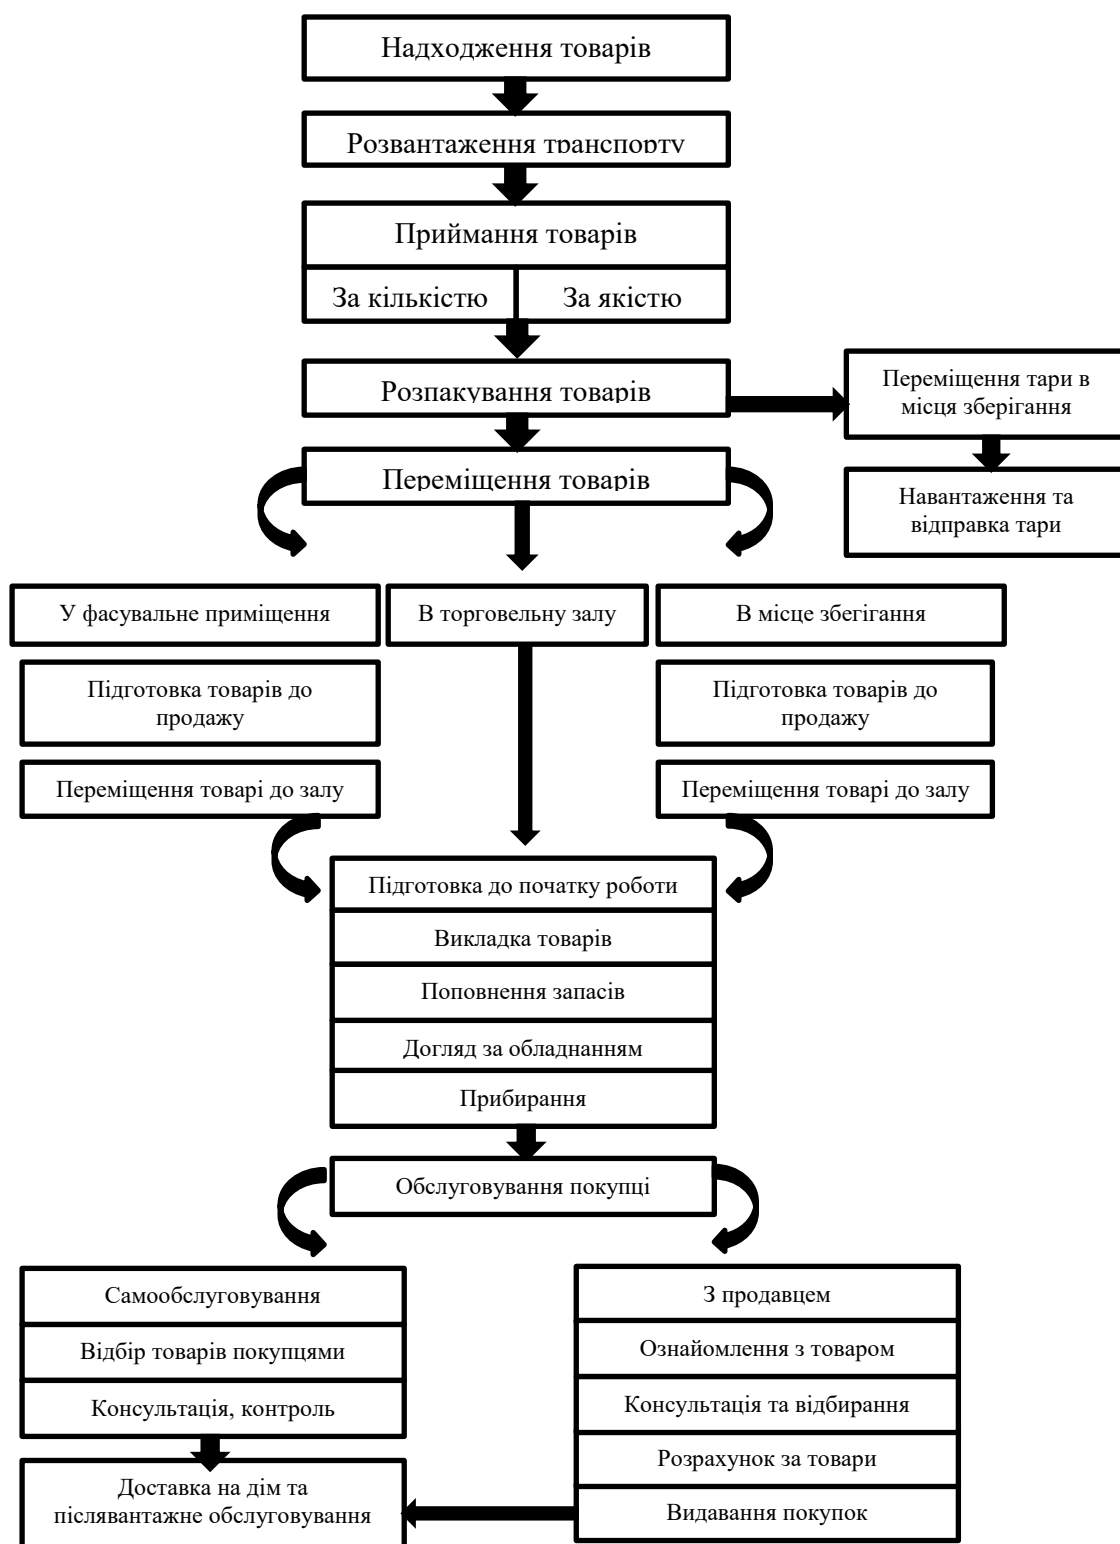 Надходження товарів
Розвантаження транспорту
Приймання товарів
За кількістю
За якістю
Розпакування товарів
Переміщення тари в
місця зберігання
Переміщення товарів
Навантаження та
відправка тари
У фасувальне приміщення
В торговельну залу
В місце збегігання
Підготовка товарів до
продажу
Підготовка товарів до
продажу
Переміщення товарі до залу
Переміщення товарі до залу
Підготовка до початку роботи
Викладка товарів
Поповнення запасів
Догляд за обладнанням
Прибирання
Обслуговування покупці
Самообслуговування
Відбір товарів покупцями
Консультація, контроль
Доставка на дім та
післявантажне обслуговування
З продавцем
Ознайомлення з товаром
Консультація та відбирання
Розрахунок за товари
Видавання покупок